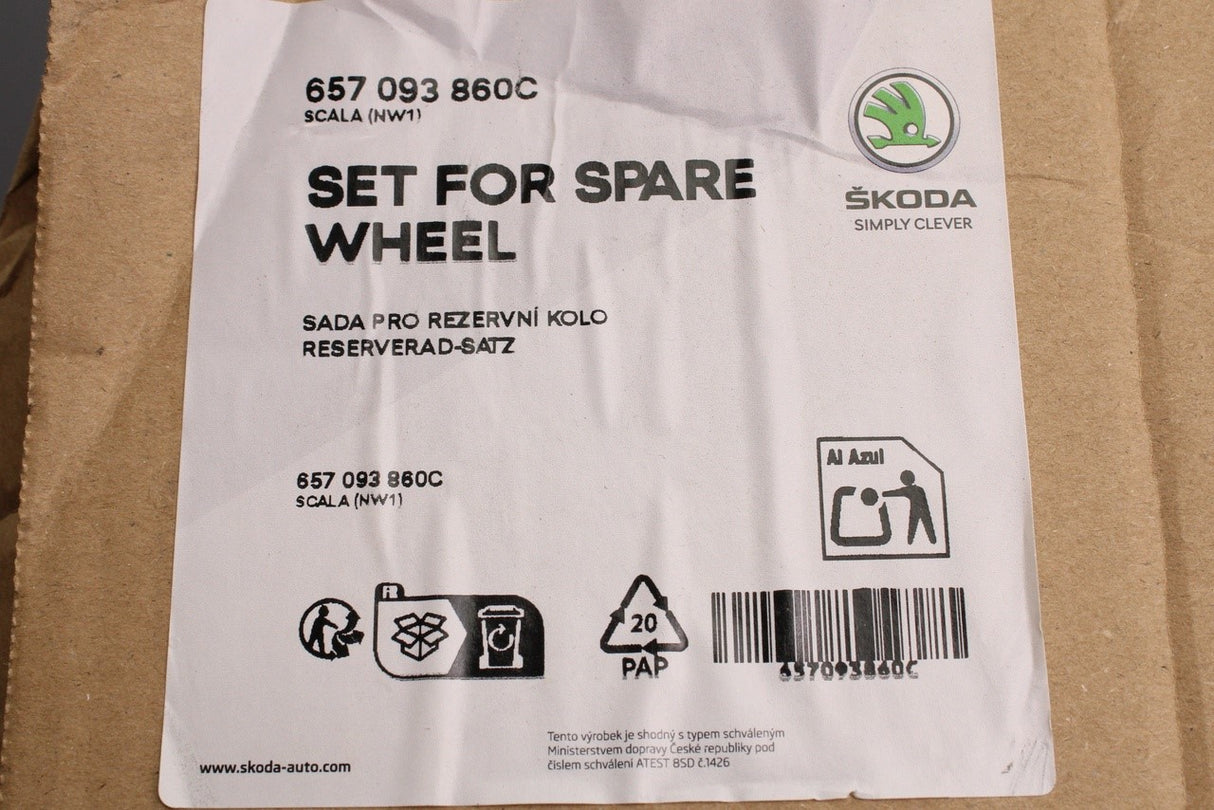 657 093 860C
SCALA (NW1)
ŠKODA
SIMPLY CLEVER
SET FOR SPARE
WHEEL
SADA PRO REZERVNÍ KOLO
RESERVERAD-SATZ
Al Azul
657 093 860C
SCALA (NW1)
20
PAP
657093860C
www.skoda-auto.com
Tento výrobek je shodný s typem schváleným
Ministerstvem dopravy České republiky pod
číslem schválení ATEST 8SD č.1426